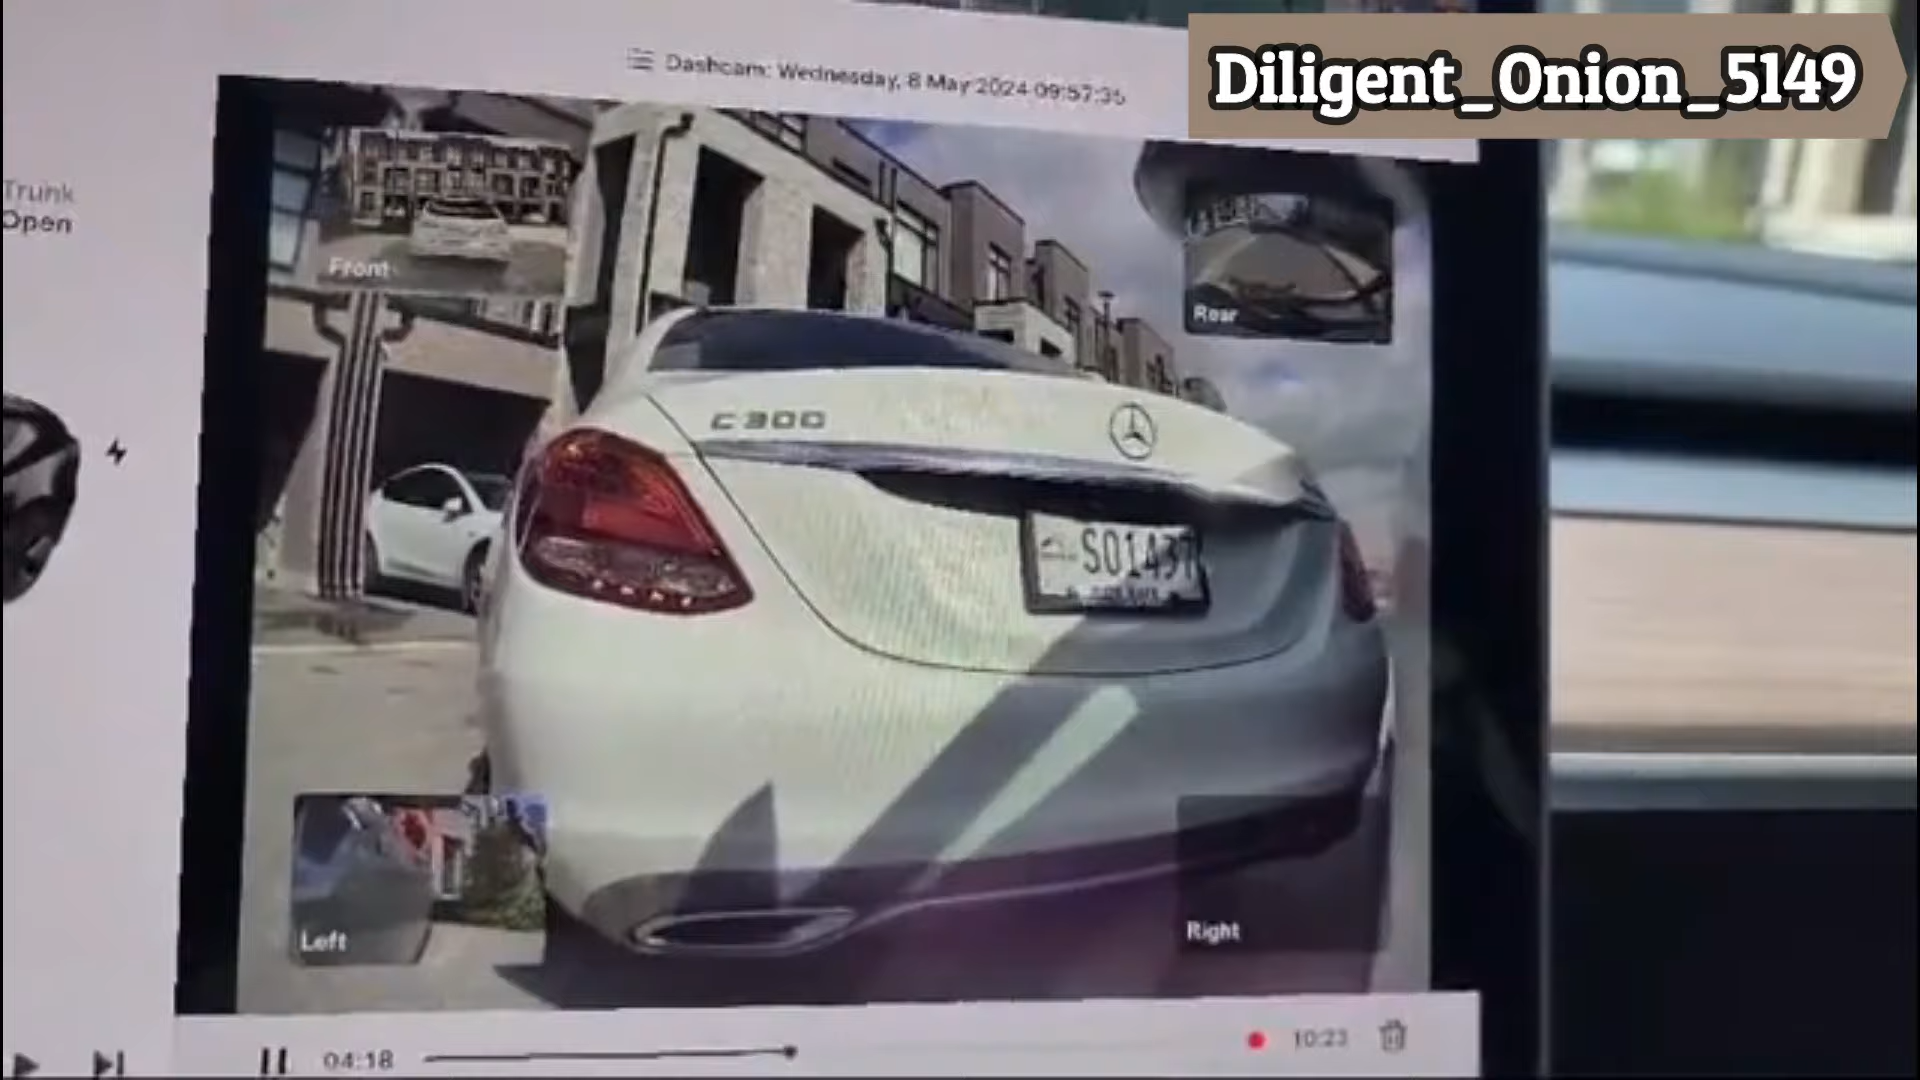 Diligent_Onion_5149
Dashcam: Wednesday, 8 May 2024 09:57:35
Trunk
Open
Front
Rear
C 300
S01437
Left
Right
04:18
10:23